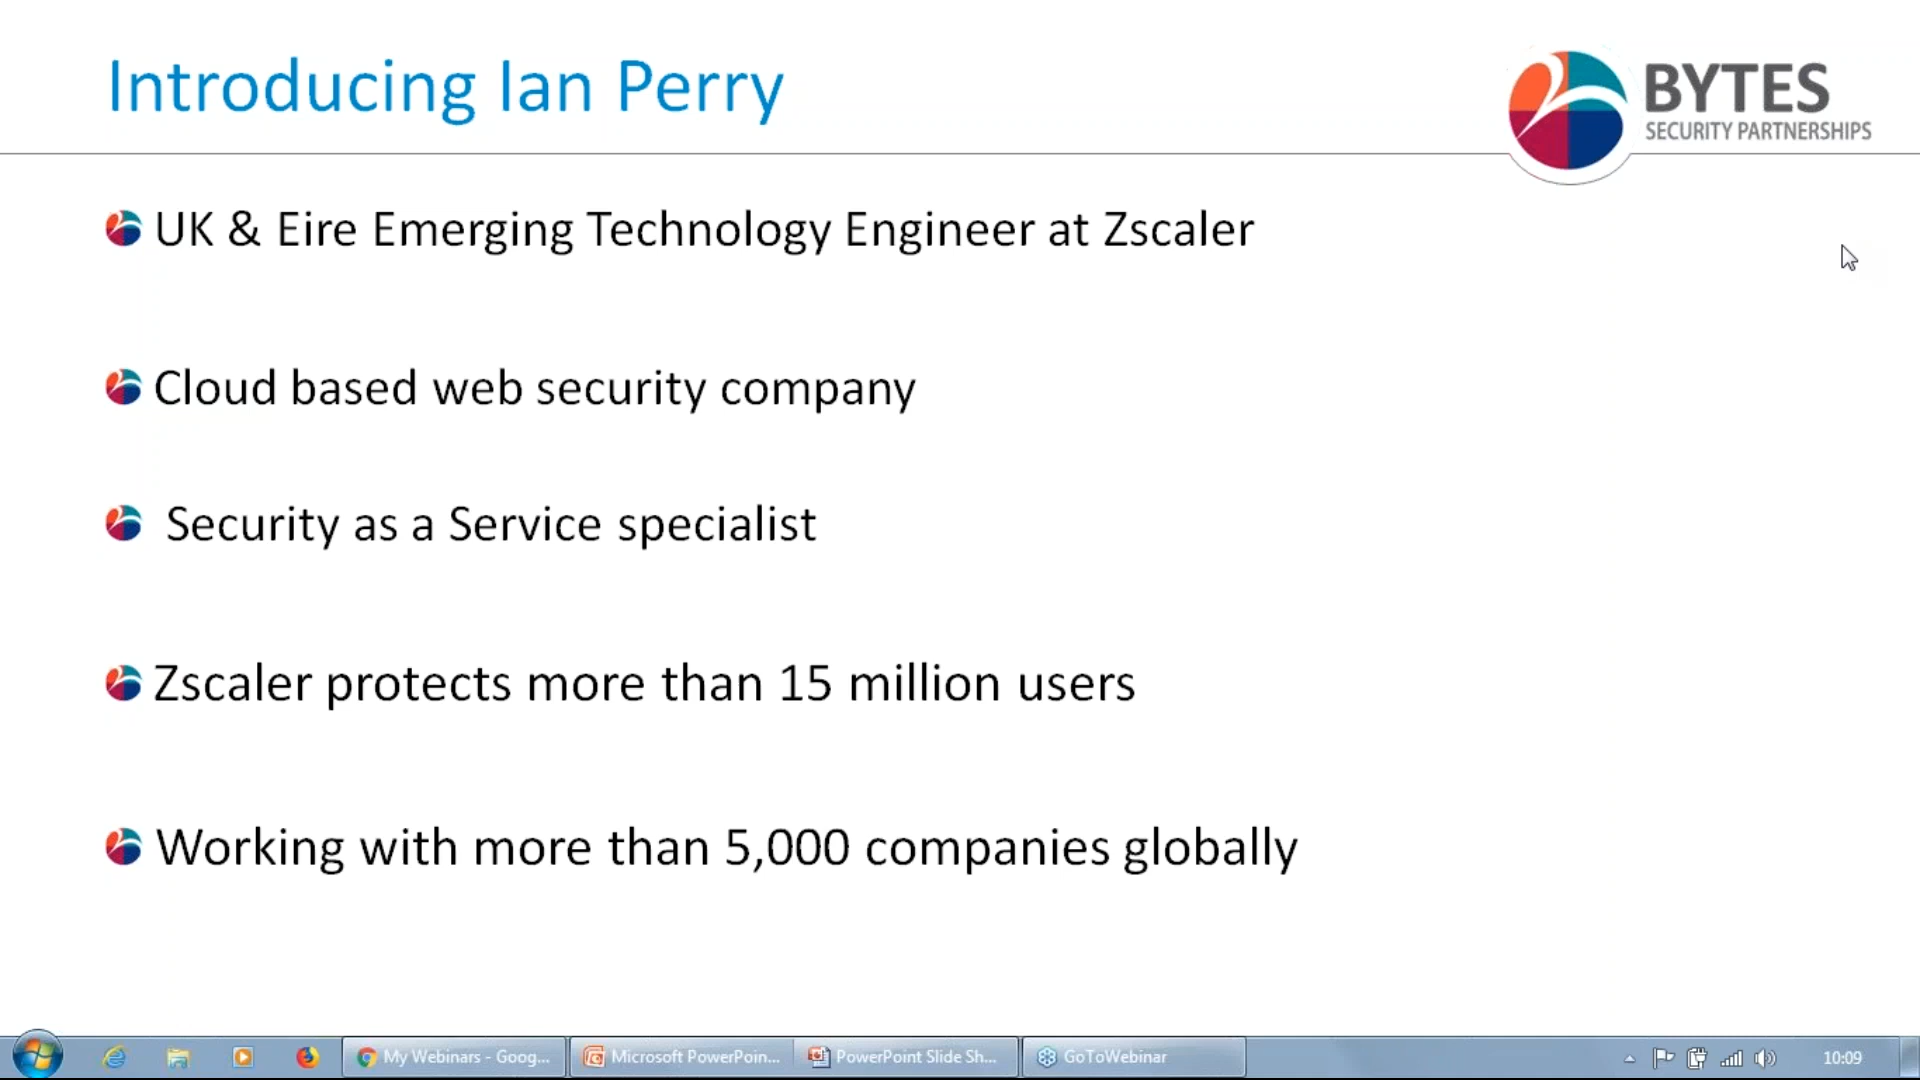 Introducing Ian Perry
BYTES
SECURITY PARTNERSHIPS
UK & Eire Emerging Technology Engineer at Zscaler
Cloud based web security company
Security as a Service specialist
Zscaler protects more than 15 million users
Working with more than 5,000 companies globally
My Webinars - Goog...
Microsoft PowerPoin...
PowerPoint Slide Sh...
GoToWebinar
10:09